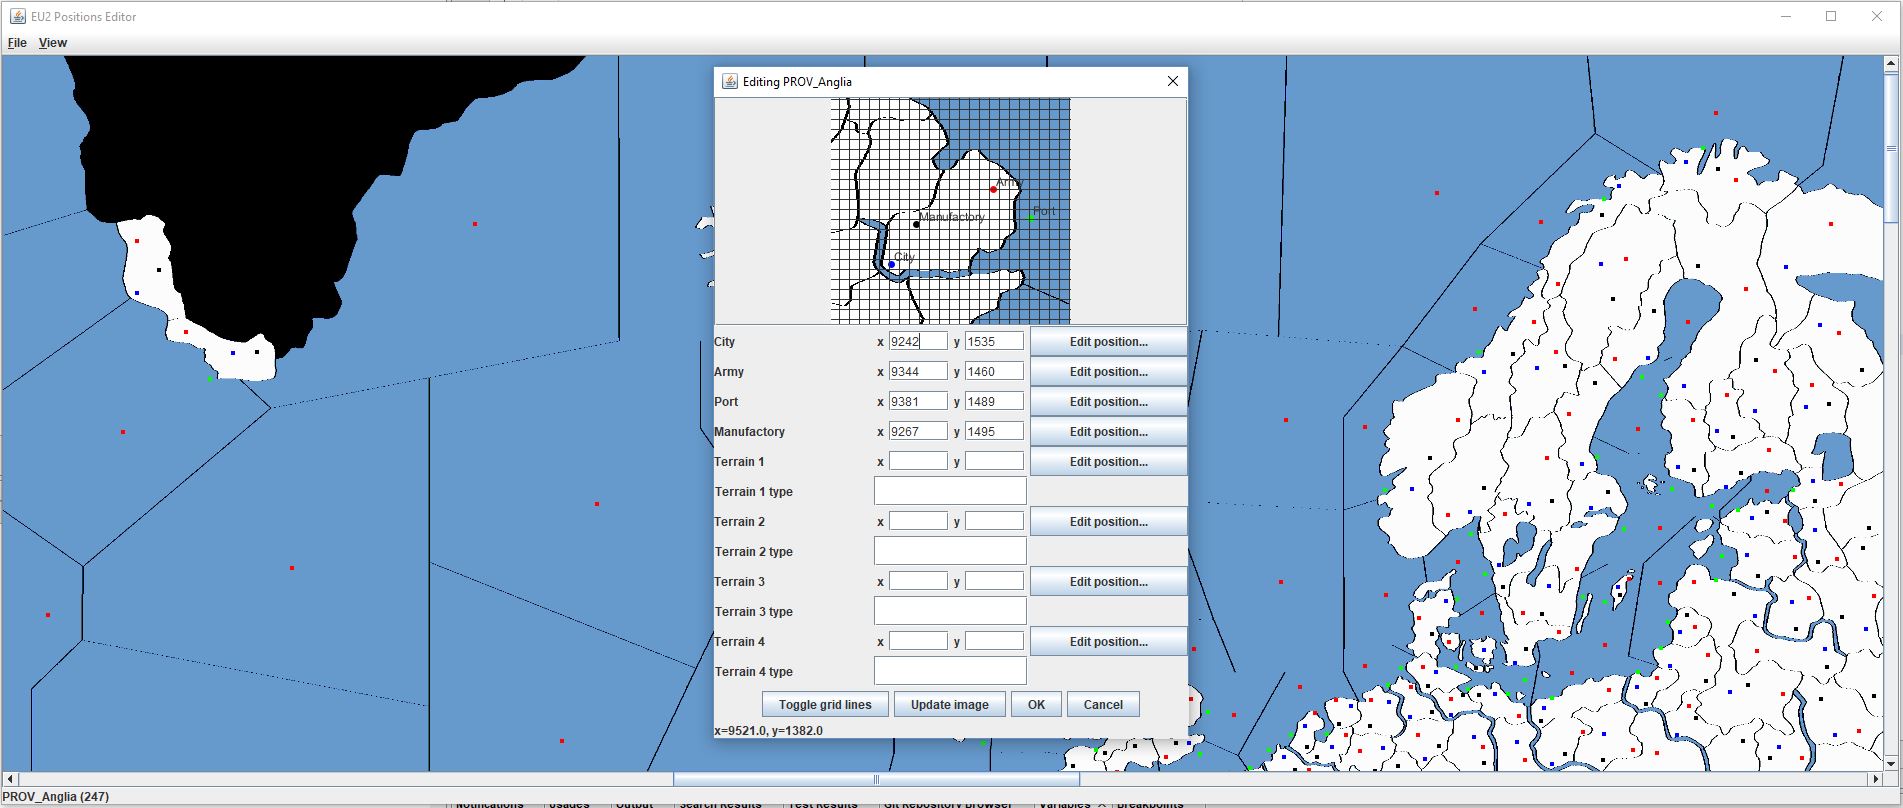 EU2 Positions Editor
File View
Editing PROV_Anglia
Army
Port
Manufactory
City
City x 9242 y 1535 Edit position...
Army x 9344 y 1460 Edit position...
Port x 9381 y 1489 Edit position...
Manufactory x 9267 y 1495 Edit position...
Terrain 1 x y Edit position...
Terrain 1 type
Terrain 2 x y Edit position...
Terrain 2 type
Terrain 3 x y Edit position...
Terrain 3 type
Terrain 4 x y Edit position...
Terrain 4 type
Toggle grid lines Update image OK Cancel
x=9521.0, y=1382.0
PROV_Anglia (247)
Notifications Usages Output Search Results Test Results Git Repository Browser Variables Breakpoints